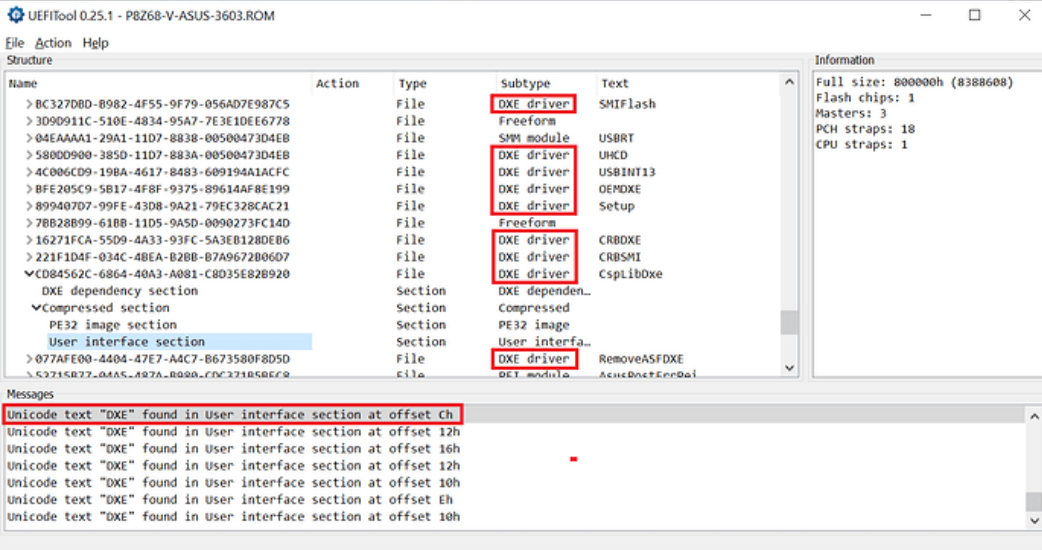 UEFITool 0.25.1 - P8Z68-V-ASUS-3603.ROM
File Action Help
Structure
Name Action Type Subtype Text
BC327DBD-B982-4F55-9F79-056AD7E987C5 File DXE driver SMIFlash
3D9D911C-510E-4834-95A7-7E3E1DEE6778 File Freeform
04EAAAA1-29A1-11D7-8838-00500473D4EB File SMM module USBRT
580DD900-385D-11D7-883A-00500473D4EB File DXE driver UHCD
4C006CD9-19BA-4617-8483-609194A1ACFC File DXE driver USBINT13
BFE205C9-5B17-4F8F-9375-89614AF8E199 File DXE driver OEMDXE
899407D7-99FE-43D8-9A21-79EC328CAC21 File DXE driver Setup
7BB28B99-61BB-11D5-9A5D-0090273FC14D File Freeform
16271FCA-55D9-4A33-93FC-5A3EB128DEB6 File DXE driver CRBDXE
221F1D4F-034C-4BEA-B2BB-B7A9672B06D7 File DXE driver CRBSMI
CD84562C-6864-40A3-A081-C8D35E82B920 File DXE driver CspLibDxe
DXE dependency section Section DXE dependen…
Compressed section Section Compressed
PE32 image section Section PE32 image
User interface section Section User interfa…
077AFE00-4404-47E7-A4C7-B673580F8D5D File DXE driver RemoveASFDXE
File PEI module AsusPostErrPei
Information
Full size: 800000h (8388608)
Flash chips: 1
Masters: 3
PCH straps: 18
CPU straps: 1
Messages
Unicode text "DXE" found in User interface section at offset Ch
Unicode text "DXE" found in User interface section at offset 12h
Unicode text "DXE" found in User interface section at offset 16h
Unicode text "DXE" found in User interface section at offset 12h
Unicode text "DXE" found in User interface section at offset 10h
Unicode text "DXE" found in User interface section at offset Eh
Unicode text "DXE" found in User interface section at offset 10h